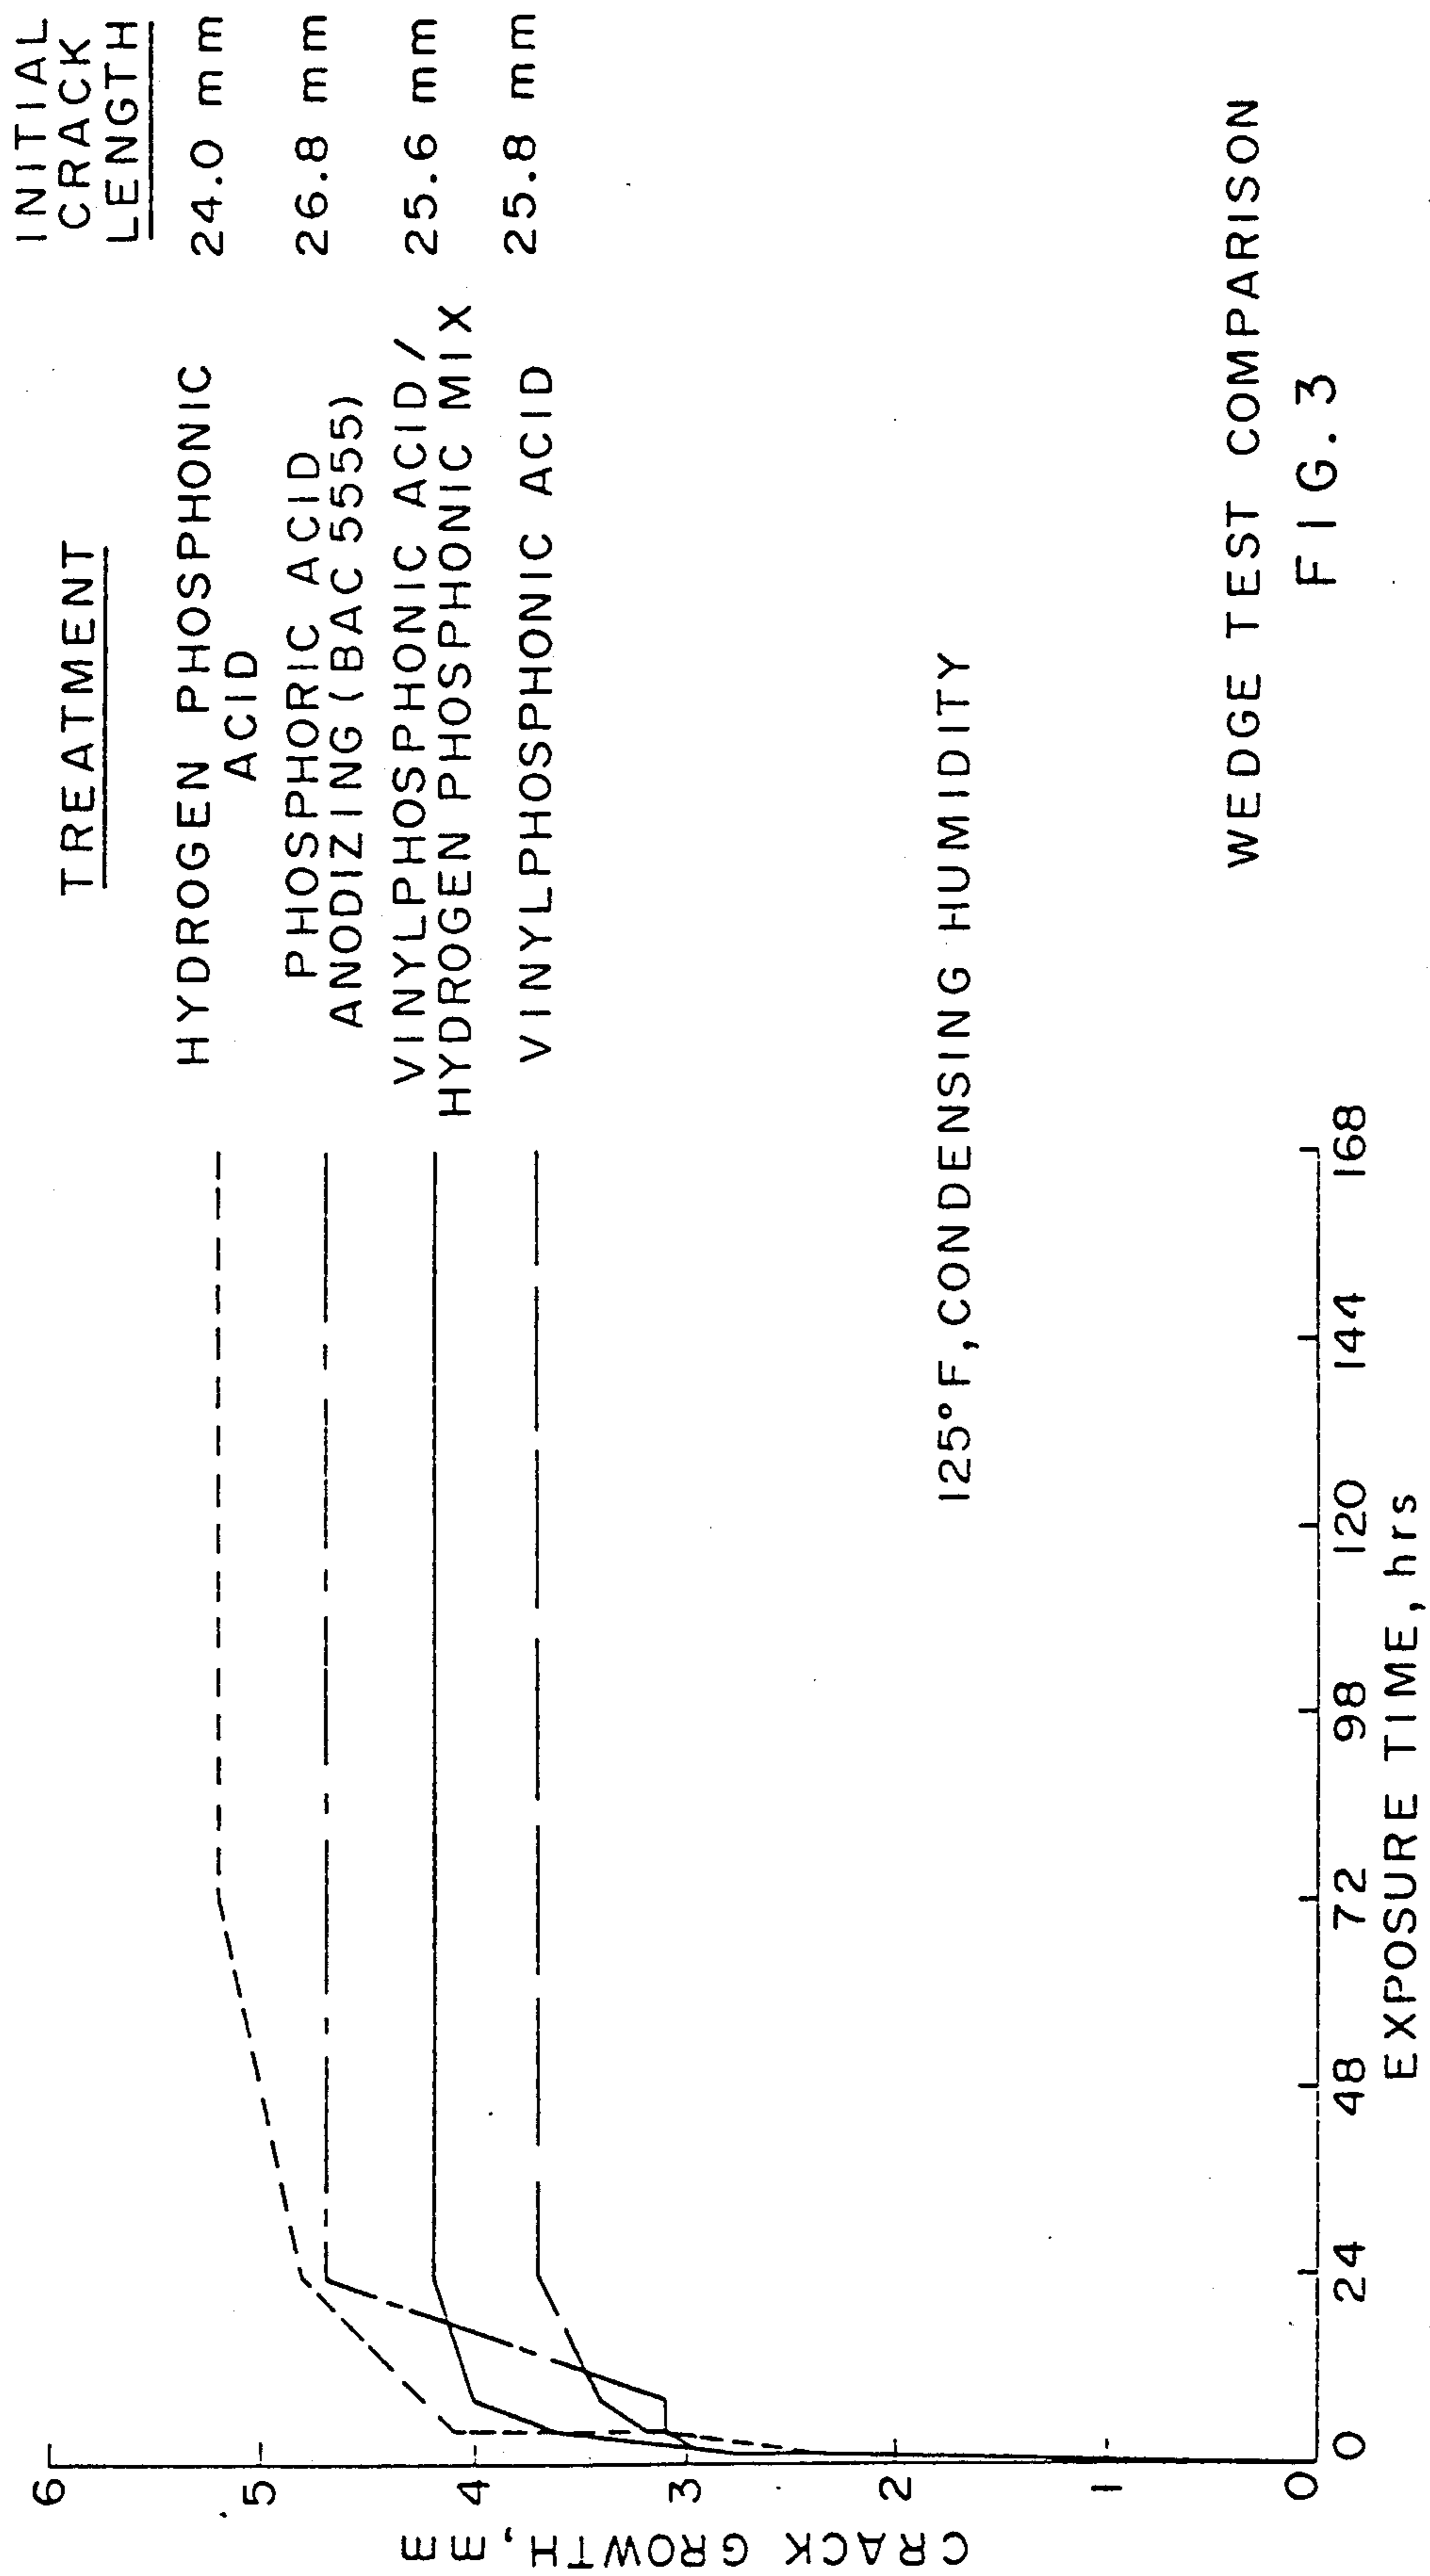 TREATMENT
INITIAL
CRACK
LENGTH
HYDROGEN PHOSPHONIC
ACID
24.0 mm
PHOSPHORIC ACID
ANODIZING (BAC 5555)
26.8 mm
VINYLPHOSPHONIC ACID/
HYDROGEN PHOSPHONIC MIX
25.6 mm
VINYLPHOSPHONIC ACID
25.8 mm
CRACK GROWTH, mm
6
5
4
3
2
1
0
125°F, CONDENSING HUMIDITY
0 24 48 72 98 120 144 168
EXPOSURE TIME, hrs
WEDGE TEST COMPARISON
FIG. 3